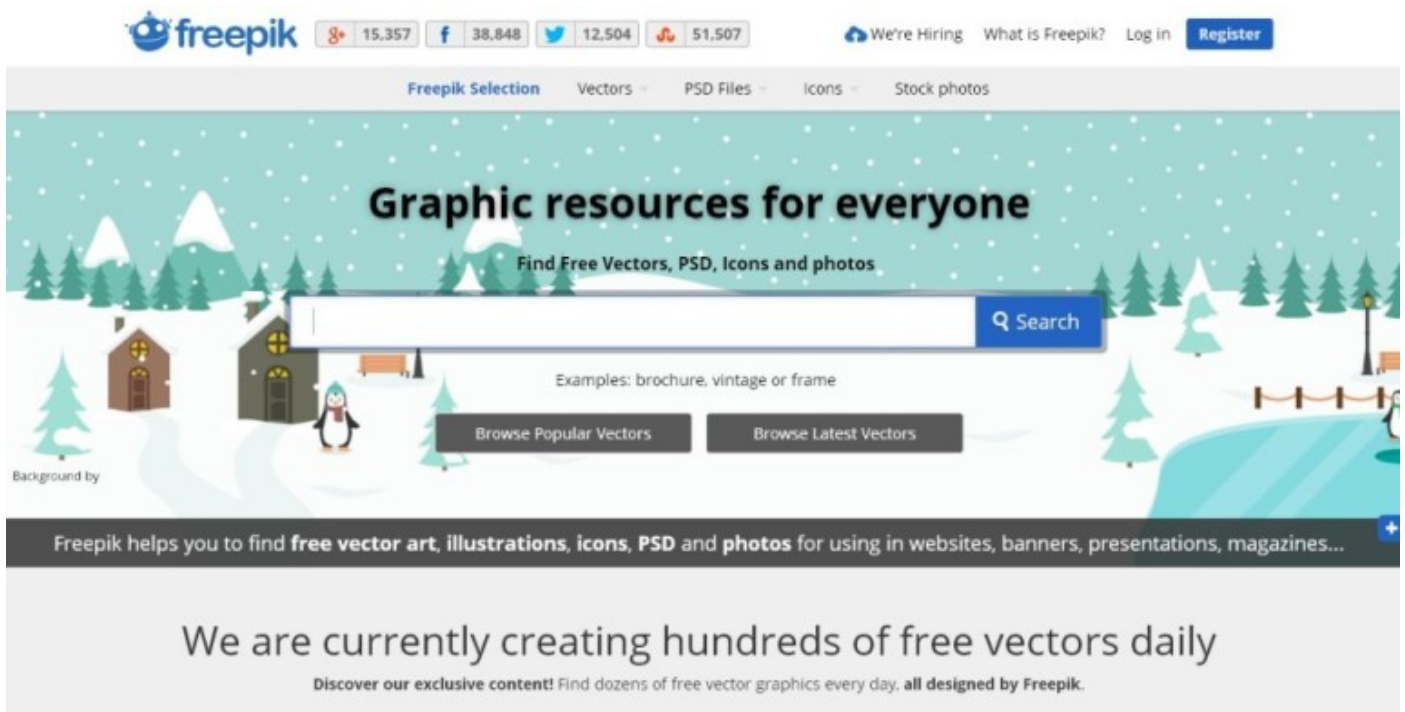 freepik 15,357 38,848 12,504 51,507 We're Hiring What is Freepik? Log in Register
Freepik Selection Vectors PSD Files Icons Stock photos
Graphic resources for everyone
Find Free Vectors, PSD, Icons and photos
Search
Examples: brochure, vintage or frame
Browse Popular Vectors Browse Latest Vectors
Background by
Freepik helps you to find free vector art, illustrations, icons, PSD and photos for using in websites, banners, presentations, magazines...
We are currently creating hundreds of free vectors daily
Discover our exclusive content! Find dozens of free vector graphics every day, all designed by Freepik.